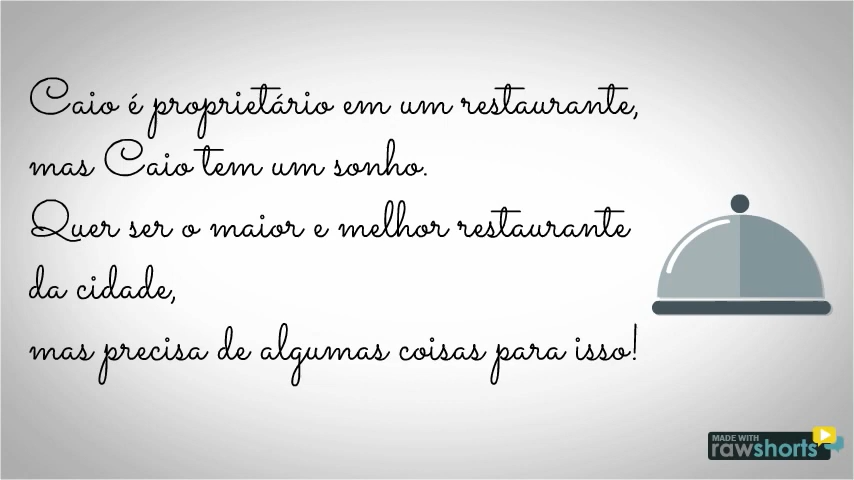 Caio é proprietário em um restaurante,
mas Caio tem um sonho.
Quer ser o maior e melhor restaurante
da cidade,
mas precisa de algumas coisas para isso!
MADE WITH
rawshorts